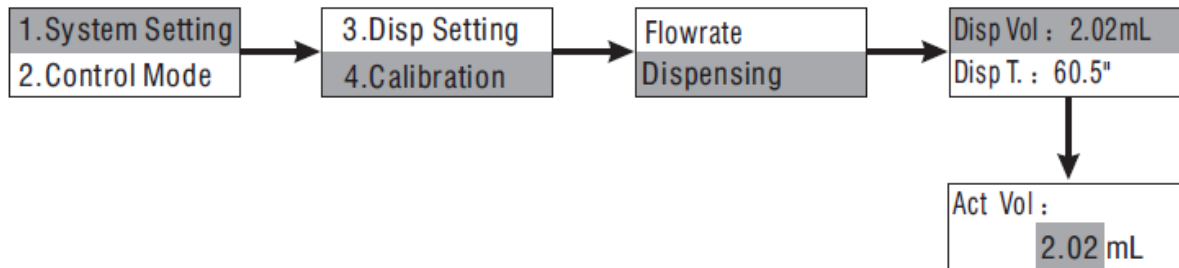 1.System Setting
2.Control Mode
3.Disp Setting
4.Calibration
Flowrate
Dispensing
Disp Vol : 2.02mL
Disp T. : 60.5"
Act Vol :
2.02 mL